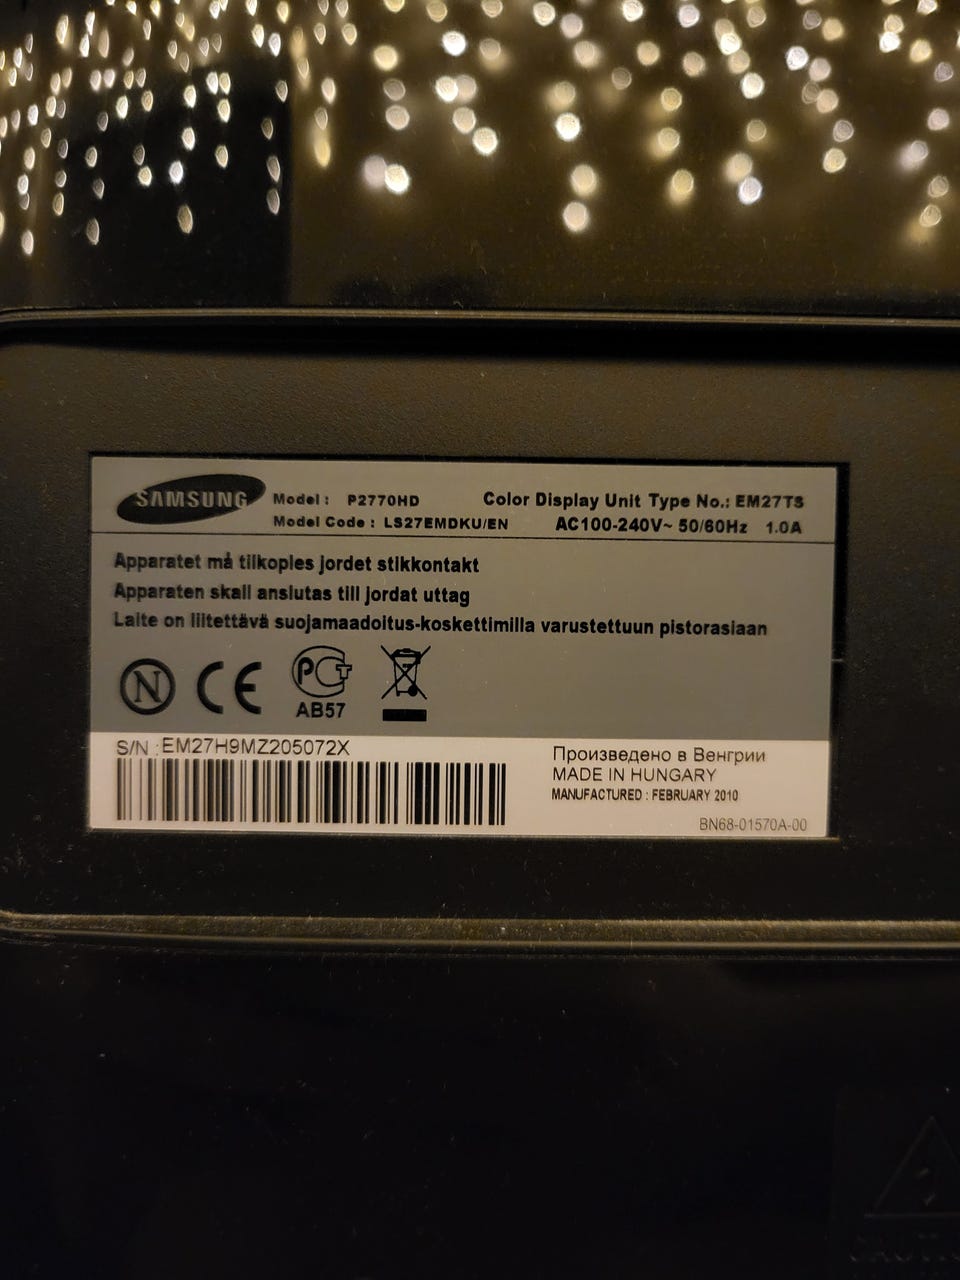 SAMSUNG
Model : P2770HD
Color Display Unit Type No.: EM27TS
Model Code : LS27EMDKU/EN
AC100-240V~ 50/60Hz 1.0A
Apparatet må tilkoples jordet stikkontakt
Apparaten skall anslutas till jordat uttag
Laite on liitettävä suojamaadoitus-koskettimilla varustettuun pistorasiaan
N CE PCT
AB57
S/N : EM27H9MZ205072X
Произведено в Венгрии
MADE IN HUNGARY
MANUFACTURED : FEBRUARY 2010
BN68-01570A-00